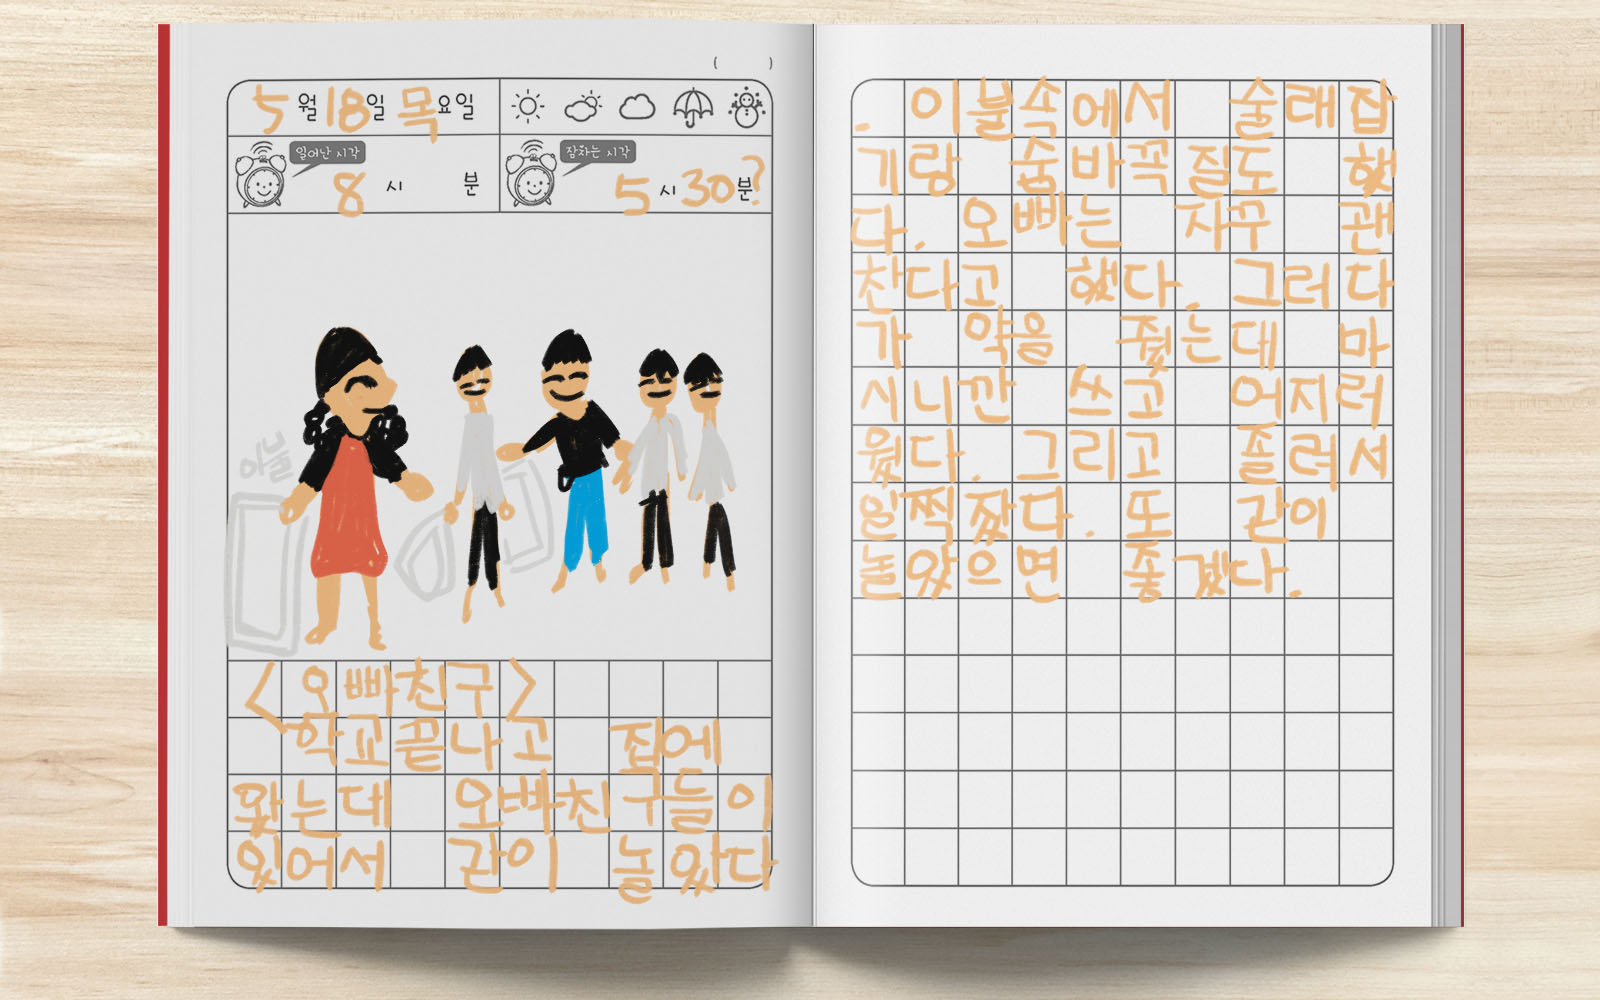 ( )
5월 18일 목요일
일어난 시각
8시 분
잠자는 시각
5시 30분?
이불
<오빠친구>
학교끝나고 집에
왔는데 오빠친구들이
있어서 같이 놀았다
. 이불속에서 술래잡
기랑 숨바꼭질도 했
다. 오빠는 자꾸 괜
찬다고 했다. 그러다
가 약을 줬는대 마
시니깐 쓰고 어지러
웠다. 그리고 졸려서
일찍 잤다. 또 같이
놀았으면 좋겠다.